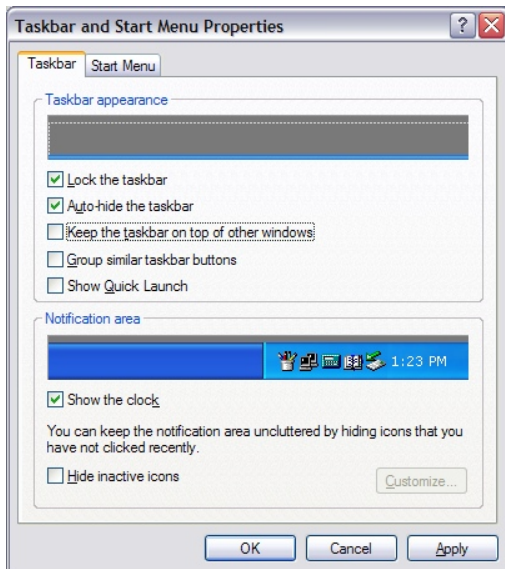 Taskbar and Start Menu Properties
Taskbar
Start Menu
Taskbar appearance
Lock the taskbar
Auto-hide the taskbar
Keep the taskbar on top of other windows
Group similar taskbar buttons
Show Quick Launch
Notification area
1:23 PM
Show the clock
You can keep the notification area uncluttered by hiding icons that you
have not clicked recently.
Hide inactive icons
Customize...
OK
Cancel
Apply